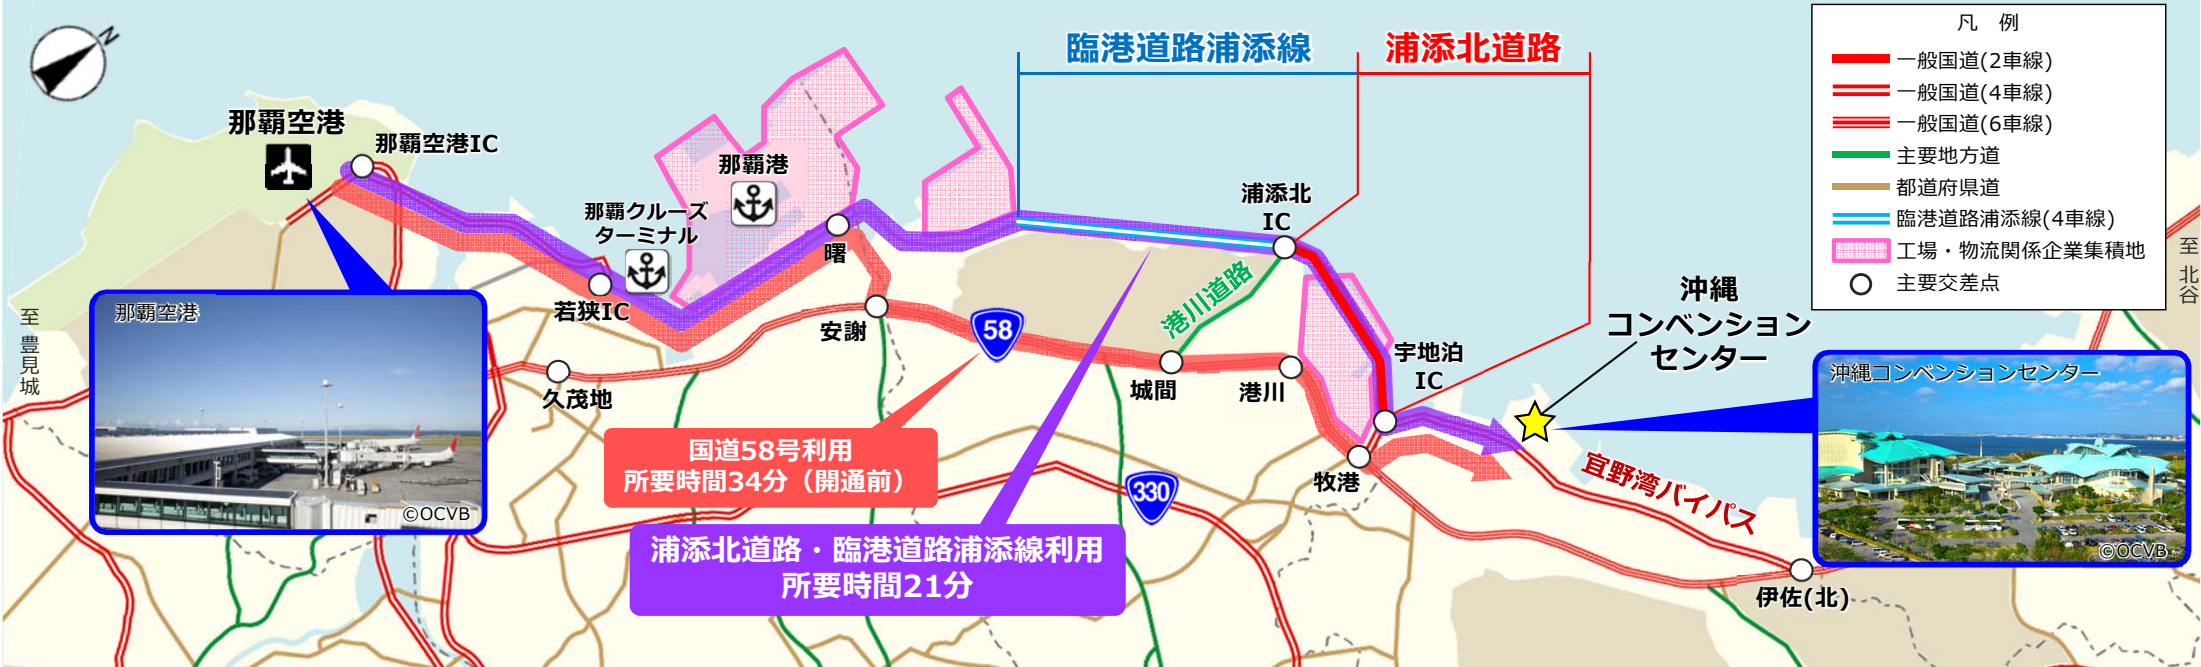 N
臨港道路浦添線
浦添北道路
凡 例
一般国道(2車線)
一般国道(4車線)
一般国道(6車線)
主要地方道
都道府県道
臨港道路浦添線(4車線)
工場・物流関係企業集積地
主要交差点
那覇空港
那覇空港IC
那覇港
那覇クルーズ
ターミナル
曙
若狭IC
安謝
久茂地
浦添北
IC
港川道路
58
城間
港川
宇地泊
IC
牧港
沖縄
コンベンション
センター
宜野湾バイパス
伊佐(北)
330
至 豊見城
至 北谷
那覇空港
©OCVB
沖縄コンベンションセンター
©OCVB
国道58号利用
所要時間34分（開通前）
浦添北道路・臨港道路浦添線利用
所要時間21分